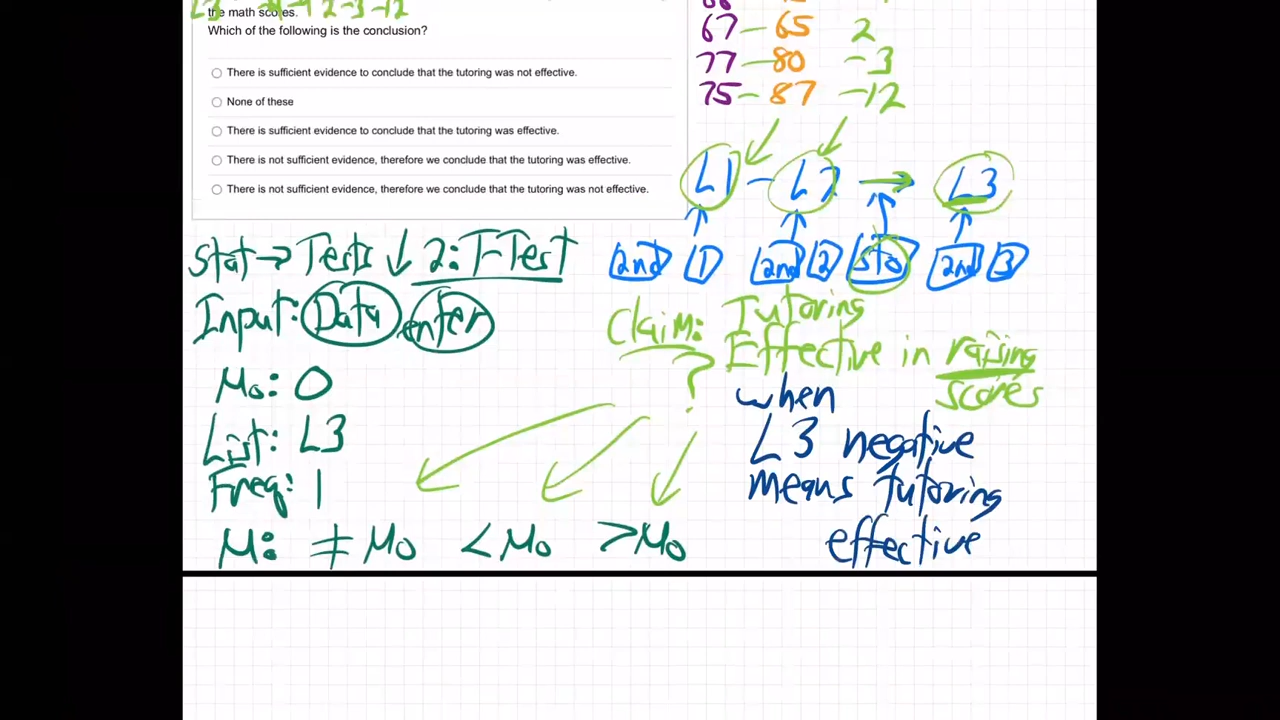 the math scores.
Which of the following is the conclusion?
There is sufficient evidence to conclude that the tutoring was not effective.
None of these
There is sufficient evidence to conclude that the tutoring was effective.
There is not sufficient evidence, therefore we conclude that the tutoring was effective.
There is not sufficient evidence, therefore we conclude that the tutoring was not effective.
67 – 65 2
77 – 80 -3
75 – 87 -12
L1 – L2 → L3
2nd 1 2nd 2 sto 2nd 3
Stat → Tests ↓ 2: T-Test
Input: Data enter
μ₀: 0
List: L3
Freq: 1
μ: ≠ μ₀ < μ₀ > μ₀
Claim: Tutoring
Effective in raising
scores
?
when
L3 negative
means tutoring
effective